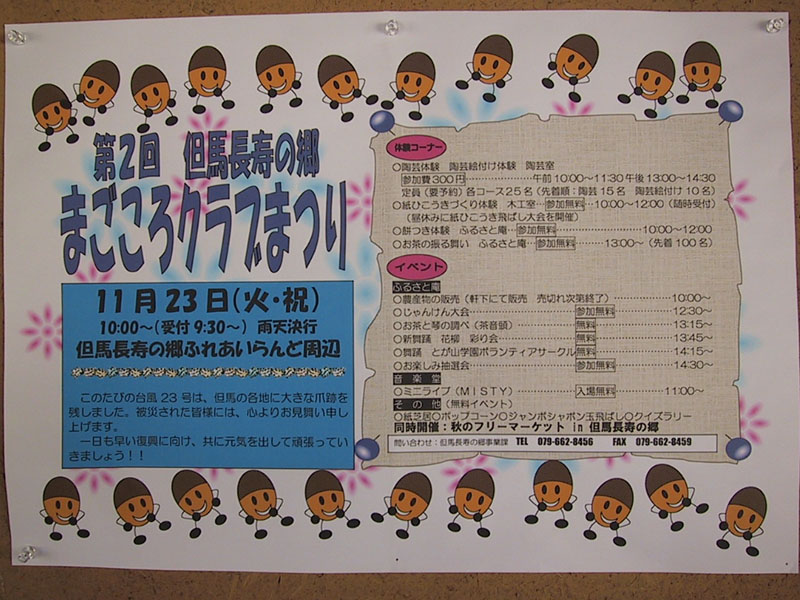 第2回 但馬長寿の郷
まごころクラブまつり
11月23日(火・祝)
10:00〜(受付9:30〜) 雨天決行
但馬長寿の郷ふれあいらんど周辺
このたびの台風23号は、但馬の各地に大きな爪跡を
残しました。被災された皆様には、心よりお見舞い申し
上げます。
一日も早い復興に向け、共に元気を出して頑張ってい
きましょう!!
体験コーナー
○陶芸体験 陶芸絵付け体験 陶芸室
参加費300円……………午前10:00〜11:30午後13:00〜14:30
定員(要予約)各コース25名(先着順:陶芸15名 陶芸絵付け10名)
○紙ひこうきづくり体験 木工室…参加無料…10:00〜12:00(随時受付)
(昼休みに紙ひこうき飛ばし大会を開催)
○餅つき体験 ふるさと庵…参加無料……………10:00〜12:00
○お茶の振る舞い ふるさと庵…参加無料…………13:00〜(先着100名)
イベント
ふるさと庵
○農産物の販売(軒下にて販売 売切れ次第終了)……………10:00〜
○じゃんけん大会……………参加無料……………12:30〜
○お茶と琴の調べ(茶音頭)……………無料……………13:15〜
○新舞踊 花柳 彩り会……………無料……………13:45〜
○舞踊 とが山学園ボランティアサークル無料……………14:15〜
○お楽しみ抽選会……………参加無料……………14:30〜
音楽堂
○ミニライブ(MISTY)……………入場無料……………11:00〜
その他(無料イベント)
○紙芝居○ポップコーン○ジャンボシャボン玉飛ばし○クイズラリー
同時開催:秋のフリーマーケット in 但馬長寿の郷
問い合わせ:但馬長寿の郷事業課 TEL 079-662-8456 FAX 079-662-8459